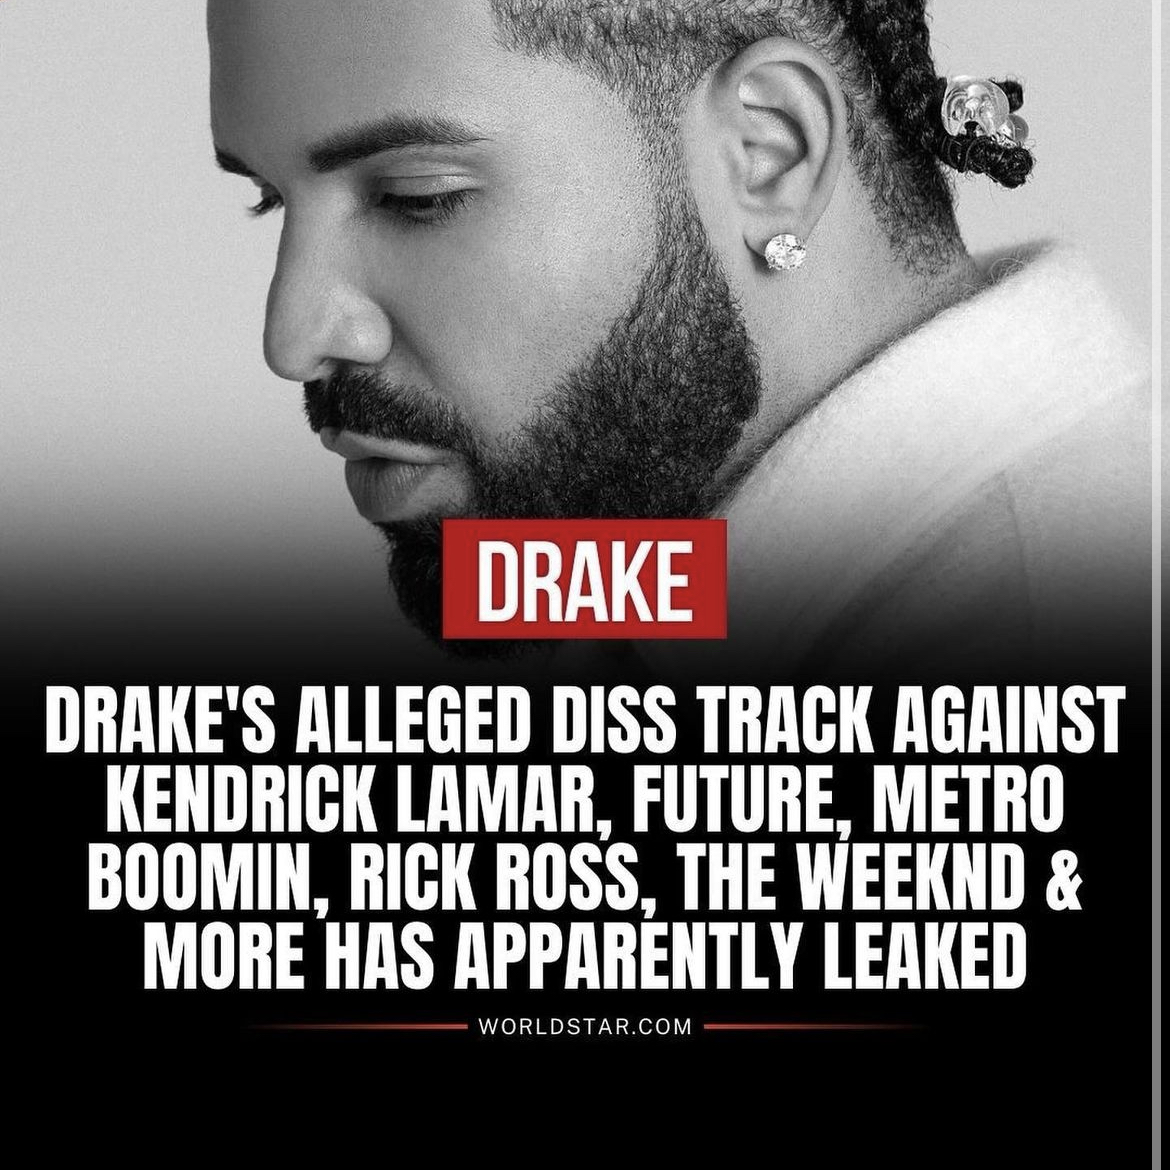 DRAKE
DRAKE'S ALLEGED DISS TRACK AGAINST
KENDRICK LAMAR, FUTURE, METRO
BOOMIN, RICK ROSS, THE WEEKND &
MORE HAS APPARENTLY LEAKED
WORLDSTAR.COM